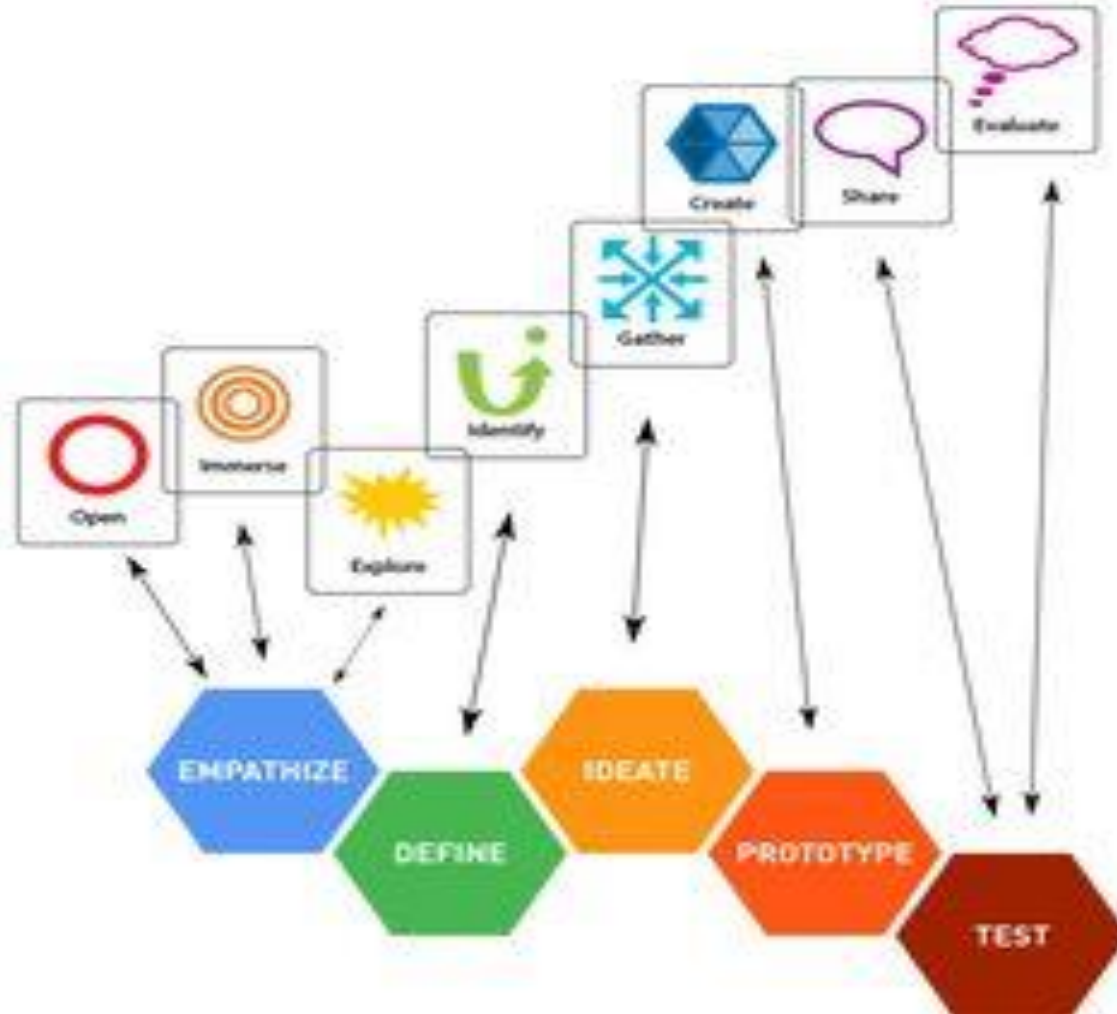 Open
Immerse
Explore
Identify
Gather
Create
Share
Evaluate
EMPATHIZE
DEFINE
IDEATE
PROTOTYPE
TEST